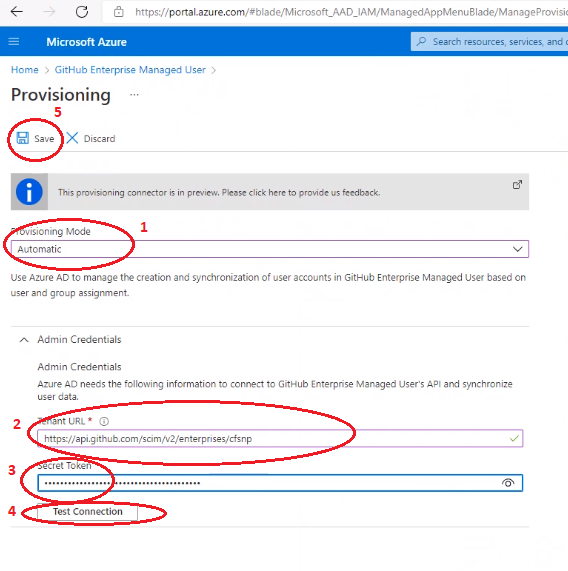 https://portal.azure.com/#blade/Microsoft_AAD_IAM/ManagedAppMenuBlade/ManageProvisi
Microsoft Azure
Search resources, services, and
Home > GitHub Enterprise Managed User >
Provisioning ...
5
Save Discard
This provisioning connector is in preview. Please click here to provide us feedback.
Provisioning Mode
1
Automatic
Use Azure AD to manage the creation and synchronization of user accounts in GitHub Enterprise Managed User based on
user and group assignment.
Admin Credentials
Admin Credentials
Azure AD needs the following information to connect to GitHub Enterprise Managed User's API and synchronize
user data.
2
Tenant URL *
https://api.github.com/scim/v2/enterprises/cfsnp
3
Secret Token
4
Test Connection